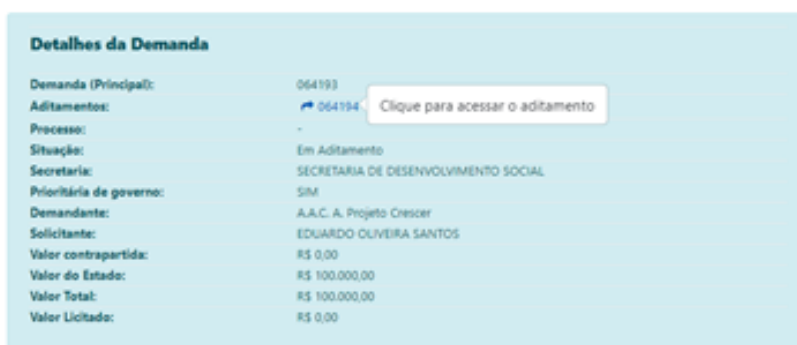 Detalhes da Demanda
Demanda (Principal): 064193
Aditamentos: 064194 Clique para acessar o aditamento
Processo: -
Situação: Em Aditamento
Secretaria: SECRETARIA DE DESENVOLVIMENTO SOCIAL
Prioritária de governo: SIM
Demandante: A.A.C. A. Projeto Crescer
Solicitante: EDUARDO OLIVEIRA SANTOS
Valor contrapartida: R$ 0,00
Valor do Estado: R$ 100.000,00
Valor Total: R$ 100.000,00
Valor Licitado: R$ 0,00